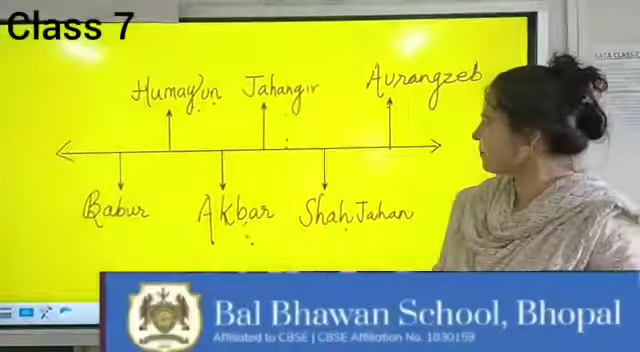 Class 7
Humayun Jahangir Aurangzeb
Babur Akbar Shah Jahan
Bal Bhawan School, Bhopal
Affiliated to CBSE | CBSE Affiliation No. 1030159